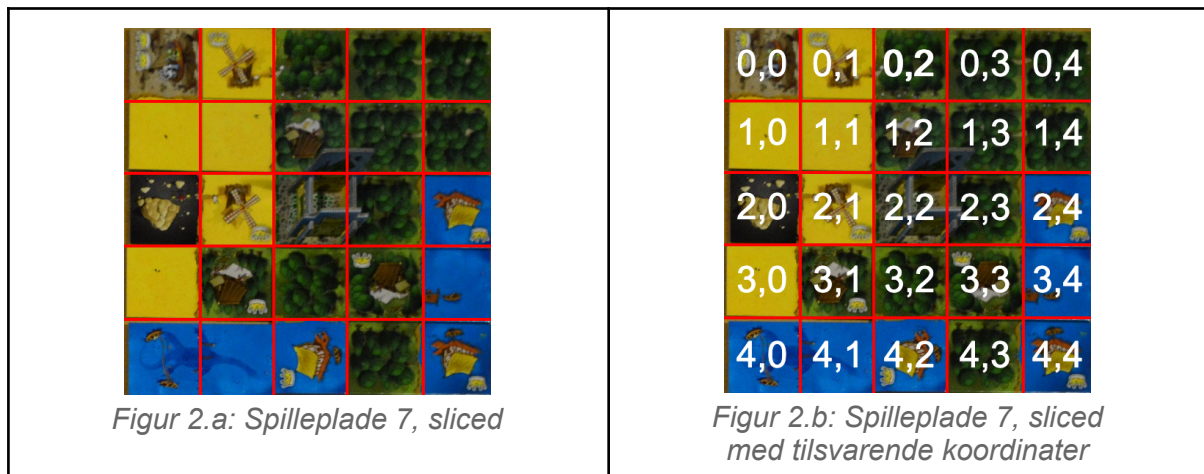 0,0 0,1 0,2 0,3 0,4
1,0 1,1 1,2 1,3 1,4
2,0 2,1 2,2 2,3 2,4
3,0 3,1 3,2 3,3 3,4
4,0 4,1 4,2 4,3 4,4
Figur 2.a: Spilleplade 7, sliced
Figur 2.b: Spilleplade 7, sliced
med tilsvarende koordinater